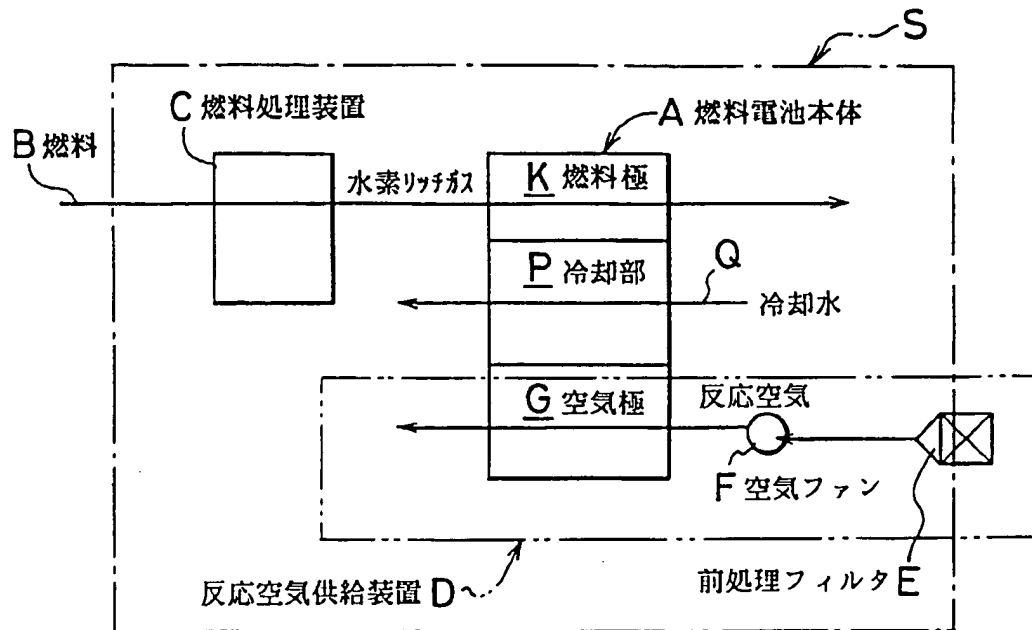 S
C 燃料処理装置
A 燃料電池本体
B 燃料
水素リッチガス
K 燃料極
P 冷却部
Q
冷却水
G 空気極
反応空気
F 空気ファン
前処理フィルタ E
反応空気供給装置 D